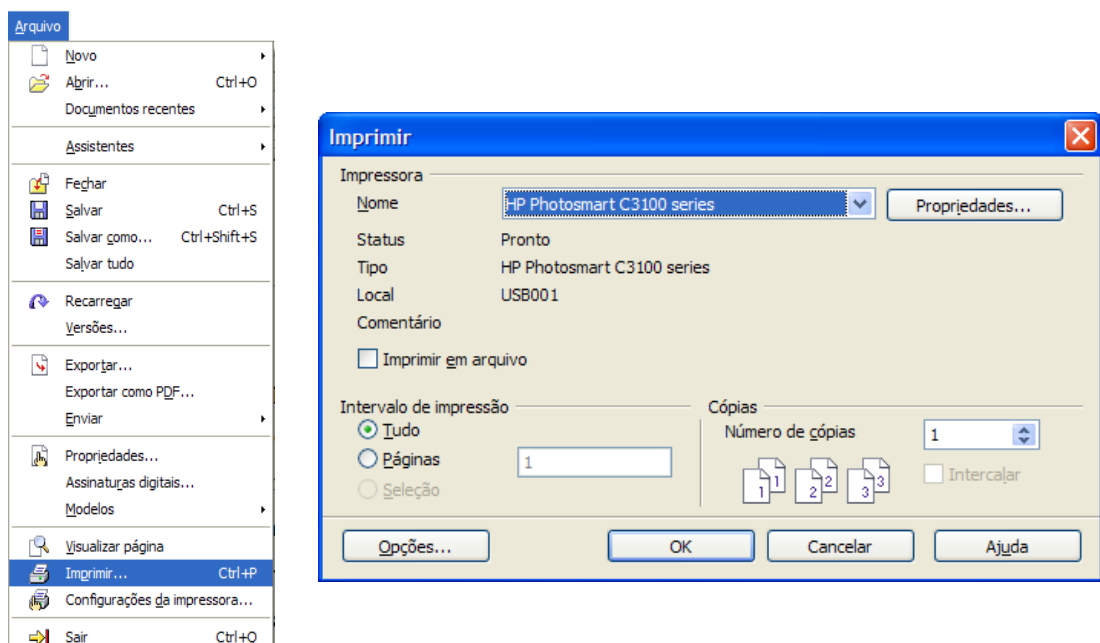 Arquivo
Novo
Abrir... Ctrl+O
Documentos recentes
Assistentes
Fechar
Salvar Ctrl+S
Salvar como... Ctrl+Shift+S
Salvar tudo
Recarregar
Versões...
Exportar...
Exportar como PDF...
Enviar
Propriedades...
Assinaturas digitais...
Modelos
Visualizar página
Imprimir... Ctrl+P
Configurações da impressora...
Sair Ctrl+Q
Imprimir
Impressora
Nome HP Photosmart C3100 series Propriedades...
Status Pronto
Tipo HP Photosmart C3100 series
Local USB001
Comentário
Imprimir em arquivo
Intervalo de impressão
Tudo
Páginas 1
Seleção
Cópias
Número de cópias 1
1 1 2 2 3 3 Intercalar
Opções... OK Cancelar Ajuda